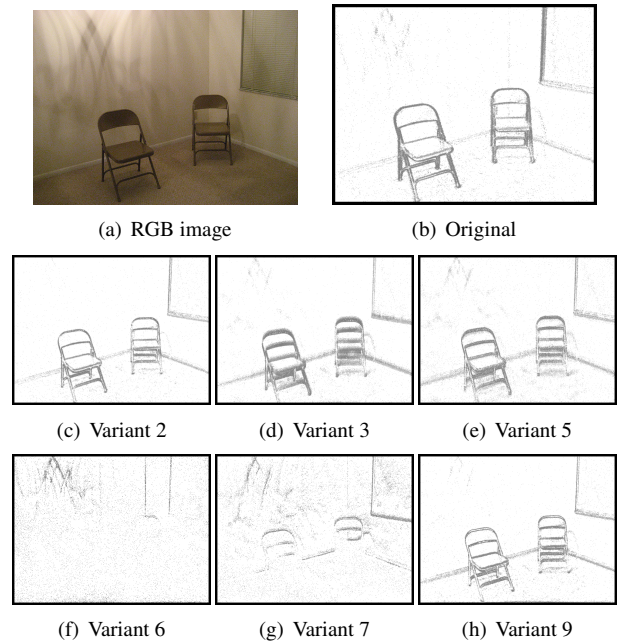 (a) RGB image
(b) Original
(c) Variant 2
(d) Variant 3
(e) Variant 5
(f) Variant 6
(g) Variant 7
(h) Variant 9